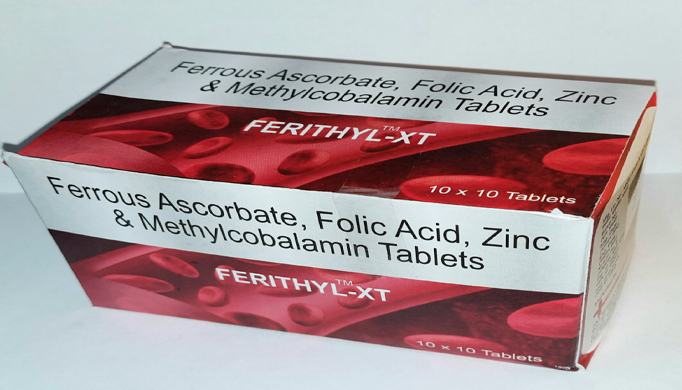 Ferrous Ascorbate, Folic Acid, Zinc
& Methylcobalamin Tablets
FERITHYL-XT™
10 x 10 Tablets
Ferrous Ascorbate, Folic Acid, Zinc
& Methylcobalamin Tablets
FERITHYL-XT™
10 x 10 Tablets